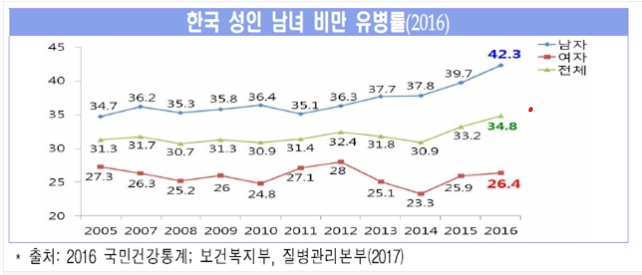 한국 성인 남녀 비만 유병률(2016)
45
40
35
30
25
20
남자
여자
전체
34.7 36.2 35.3 35.8 36.4 35.1 36.3 37.7 37.8 39.7 42.3
31.3 31.7 30.7 31.3 30.9 31.4 32.4 31.8 30.9 33.2 34.8
27.3 26.3 25.2 26 24.8 27.1 28 25.1 23.3 25.9 26.4
2005 2007 2008 2009 2010 2011 2012 2013 2014 2015 2016
* 출처: 2016 국민건강통계; 보건복지부, 질병관리본부(2017)